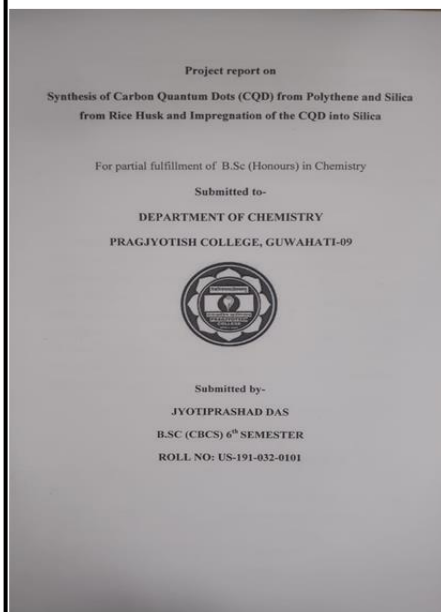 Project report on
Synthesis of Carbon Quantum Dots (CQD) from Polythene and Silica
from Rice Husk and Impregnation of the CQD into Silica
For partial fulfillment of B.Sc (Honours) in Chemistry
Submitted to-
DEPARTMENT OF CHEMISTRY
PRAGJYOTISH COLLEGE, GUWAHATI-09
Submitted by-
JYOTIPRASHAD DAS
B.SC (CBCS) 6th SEMESTER
ROLL NO: US-191-032-0101